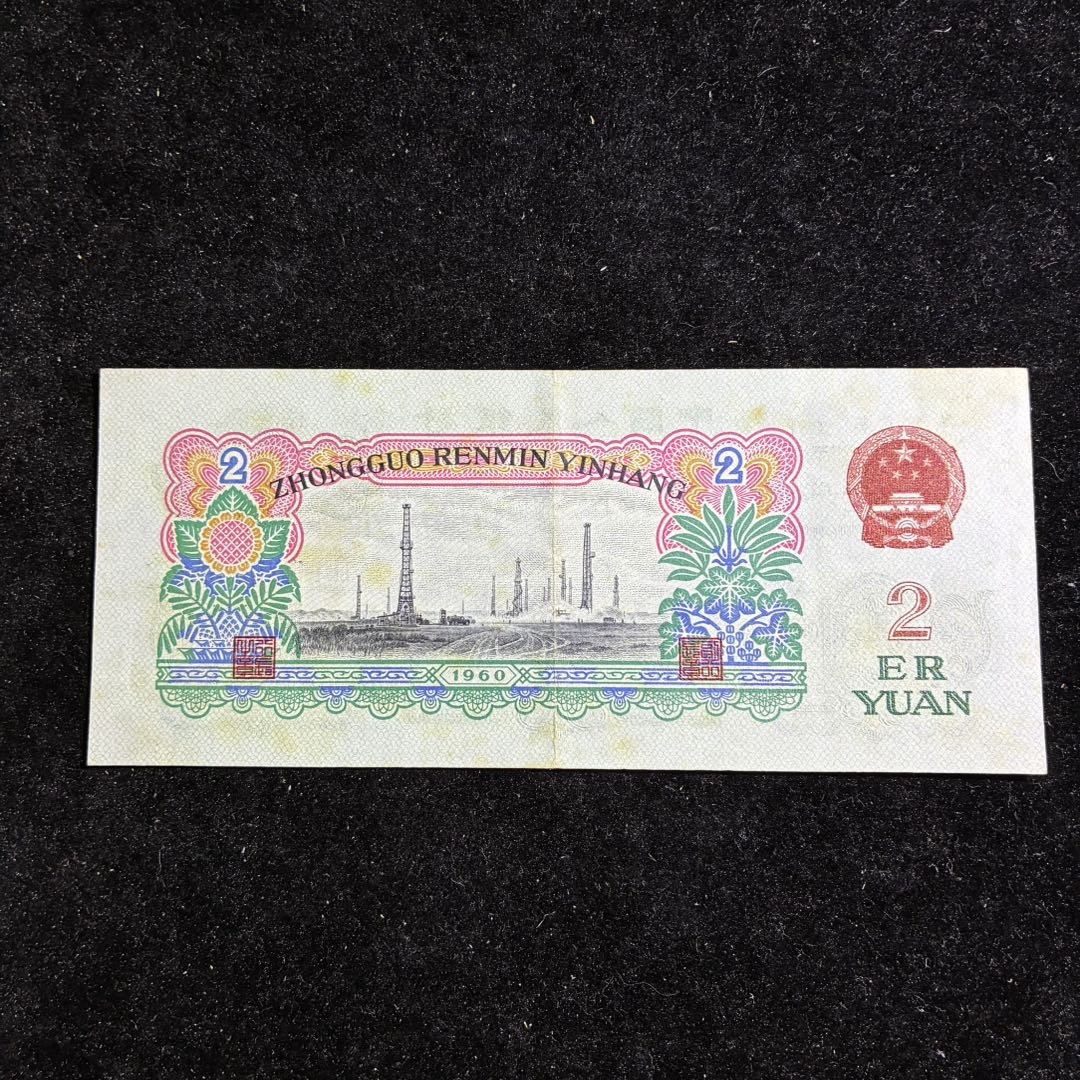 2 ZHONGGUO RENMIN YINHANG 2
1960
2
ER
YUAN